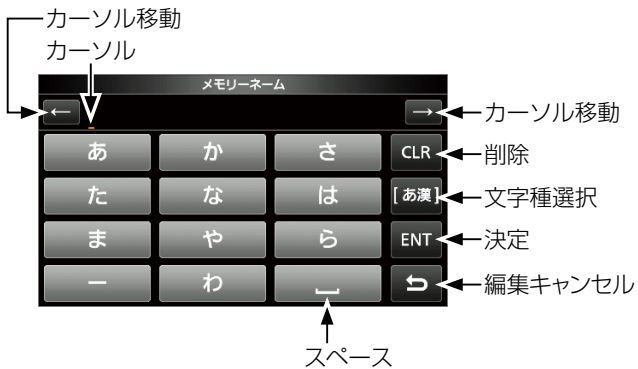 カーソル移動
カーソル
メモリーネーム
← → カーソル移動
あ か さ CLR 削除
た な は [あ漢] 文字種選択
ま や ら ENT 決定
ー わ 編集キャンセル
スペース